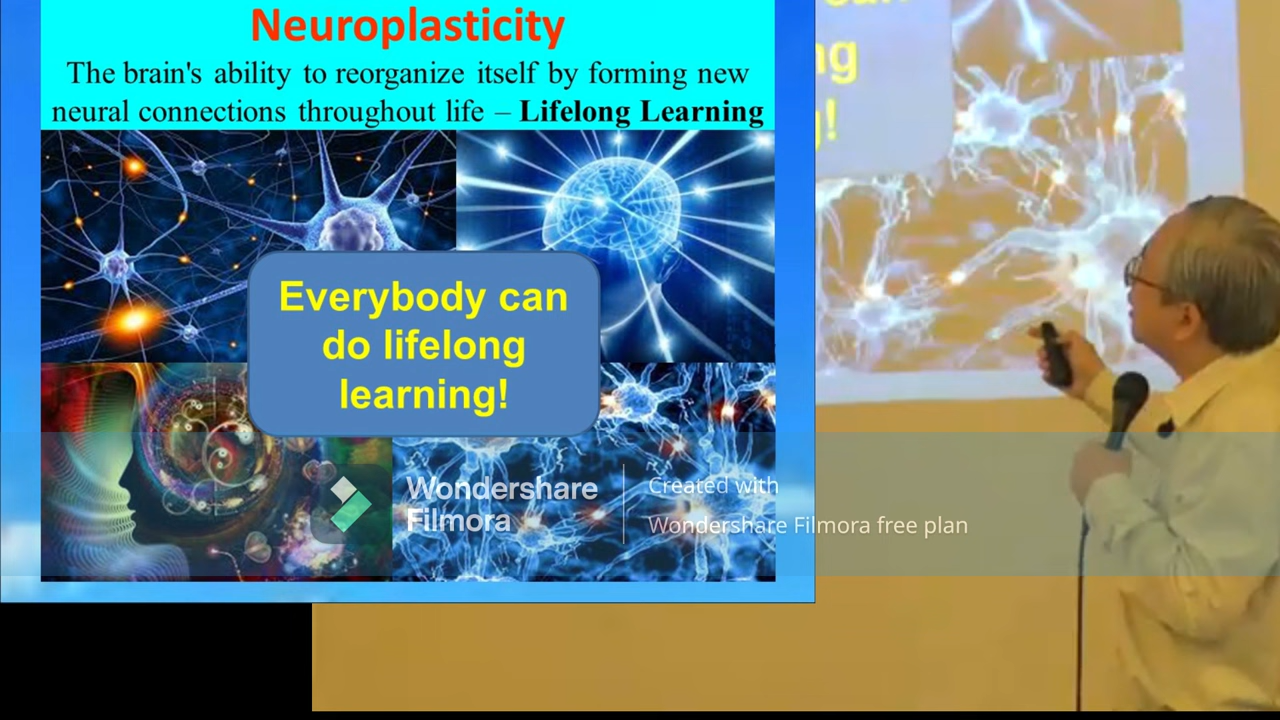 Neuroplasticity
The brain's ability to reorganize itself by forming new
neural connections throughout life – Lifelong Learning
Everybody can
do lifelong
learning!
ng
!
Wondershare
Filmora
Created with
Wondershare Filmora free plan